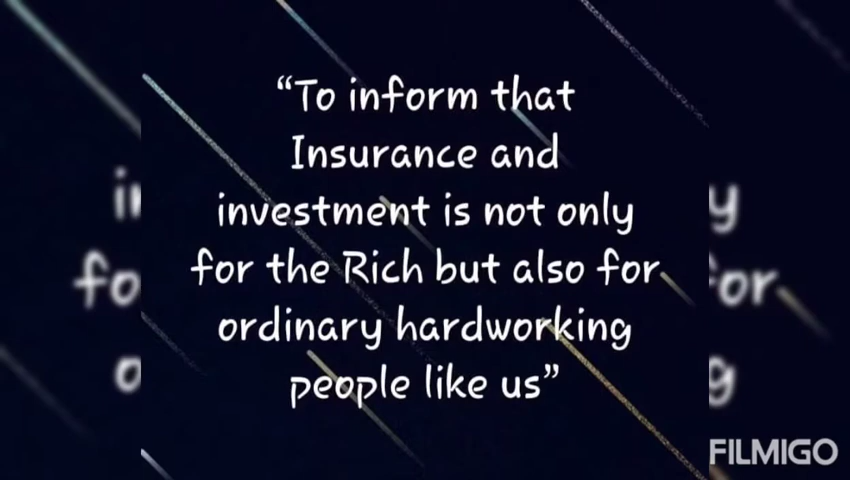 “To inform that
Insurance and
investment is not only
for the Rich but also for
ordinary hardworking
people like us”
FILMIGO